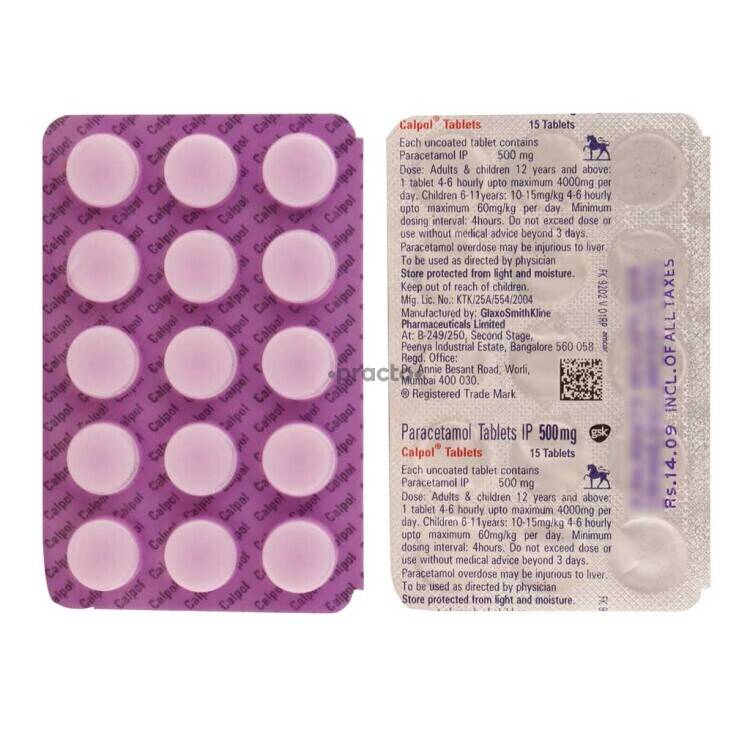 Calpol
Calpol® Tablets 15 Tablets
Each uncoated tablet contains
Paracetamol IP 500 mg
Dose: Adults & children 12 years and above:
1 tablet 4-6 hourly upto maximum 4000mg per
day. Children 6-11years: 10-15mg/kg 4-6 hourly
upto maximum 60mg/kg per day. Minimum
dosing interval: 4hours. Do not exceed dose or
use without medical advice beyond 3 days.
Paracetamol overdose may be injurious to liver.
To be used as directed by physician
Store protected from light and moisture.
Keep out of reach of children.
Mfg. Lic. No.: KTK/25A/554/2004
Manufactured by: GlaxoSmithKline
Pharmaceuticals Limited
At: B-249/250, Second Stage,
Peenya Industrial Estate, Bangalore 560 058
Regd. Office:
Annie Besant Road, Worli,
Mumbai 400 030.
® Registered Trade Mark
practo
Paracetamol Tablets IP 500mg gsk
Calpol® Tablets 15 Tablets
Each uncoated tablet contains
Paracetamol IP 500 mg
Dose: Adults & children 12 years and above:
1 tablet 4-6 hourly upto maximum 4000mg per
day. Children 6-11years: 10-15mg/kg 4-6 hourly
upto maximum 60mg/kg per day. Minimum
dosing interval: 4hours. Do not exceed dose or
use without medical advice beyond 3 days.
Paracetamol overdose may be injurious to liver.
To be used as directed by physician
Store protected from light and moisture.
Rs.14.09 INCL.OF ALL TAXES